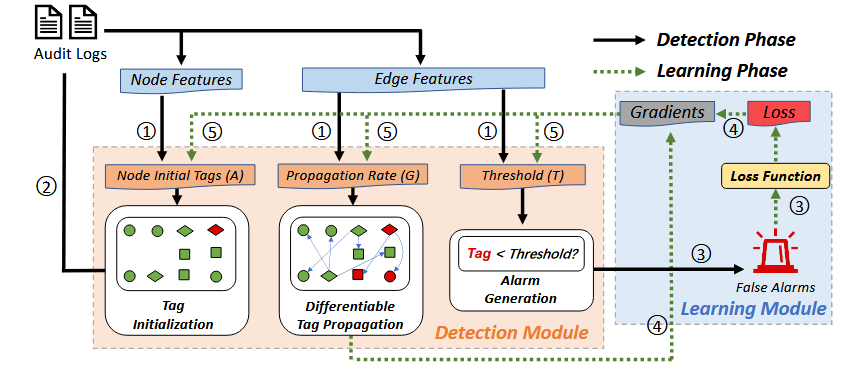 Audit Logs
Detection Phase
Learning Phase
Node Features
Edge Features
① ⑤ ① ⑤ ① ⑤
Gradients
④
Loss
②
Node Initial Tags (A)
Propagation Rate (G)
Threshold (T)
Loss Function
③
Tag < Threshold?
Alarm
Generation
③
False Alarms
Tag
Initialization
Differentiable
Tag Propagation
Detection Module
④
Learning Module